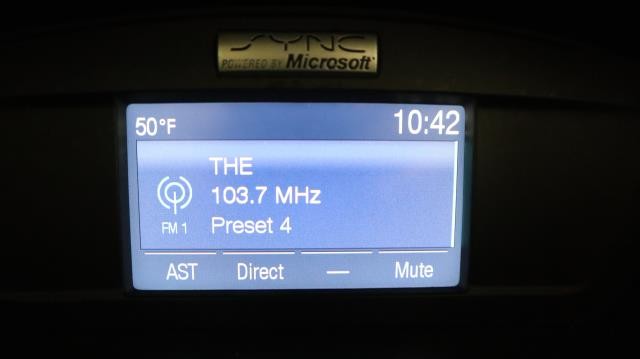 SYNC
POWERED BY Microsoft
50°F 10:42
THE
103.7 MHz
FM 1 Preset 4
AST Direct — Mute